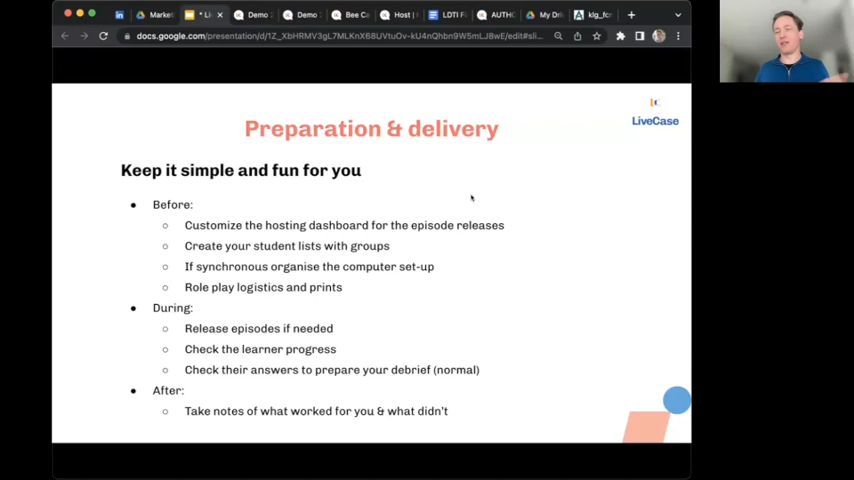 Market
* Li
Demo
Demo
Bee Ca
Host |
LDTI Fi
AUTHO
My Dri
klg_fcr
docs.google.com/presentation/d/1Z_XbHRMV3gL7MLKnX68UVtuOv-kU4nQhbn9W5mLJ8wE/edit#sli...
LiveCase
Preparation & delivery
Keep it simple and fun for you
● Before:
○ Customize the hosting dashboard for the episode releases
○ Create your student lists with groups
○ If synchronous organise the computer set-up
○ Role play logistics and prints
● During:
○ Release episodes if needed
○ Check the learner progress
○ Check their answers to prepare your debrief (normal)
● After:
○ Take notes of what worked for you & what didn't